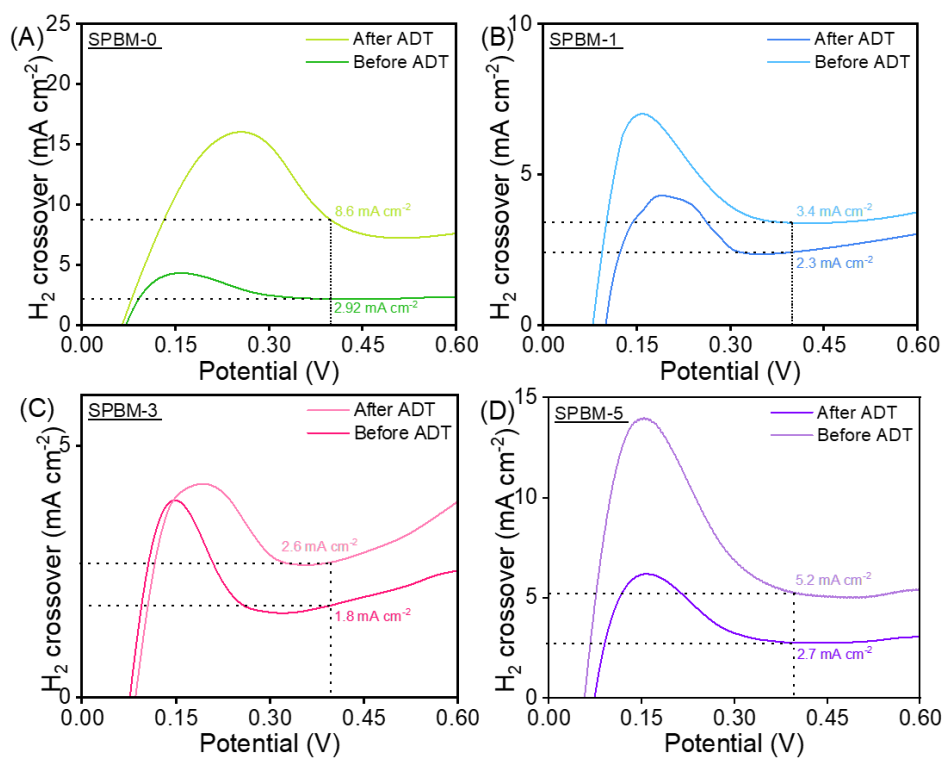 (A)
SPBM-0
After ADT
Before ADT
H2 crossover (mA cm-2)
25
20
15
10
5
0
8.6 mA cm-2
2.92 mA cm-2
0.00 0.15 0.30 0.45 0.60
Potential (V)
(B)
SPBM-1
After ADT
Before ADT
H2 crossover (mA cm-2)
10
5
0
3.4 mA cm-2
2.3 mA cm-2
0.00 0.15 0.30 0.45 0.60
Potential (V)
(C)
SPBM-3
After ADT
Before ADT
H2 crossover (mA cm-2)
5
0
2.6 mA cm-2
1.8 mA cm-2
0.00 0.15 0.30 0.45 0.60
Potential (V)
(D)
SPBM-5
After ADT
Before ADT
H2 crossover (mA cm-2)
15
10
5
0
5.2 mA cm-2
2.7 mA cm-2
0.00 0.15 0.30 0.45 0.60
Potential (V)